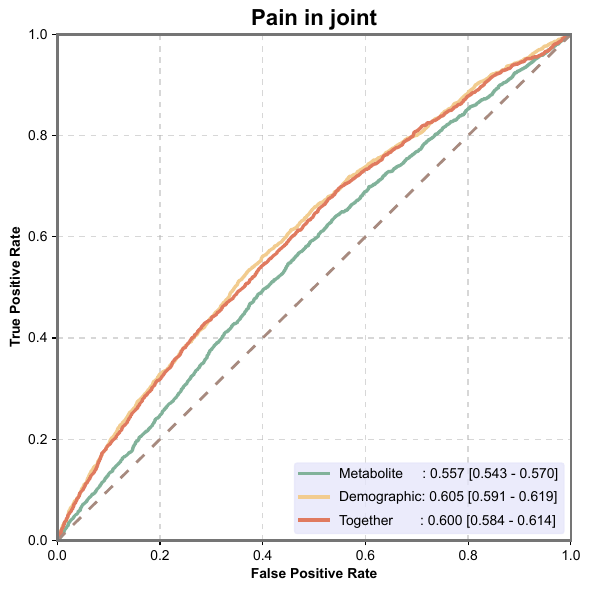 Pain in joint
1.0
0.8
0.6
0.4
0.2
0.0
True Positive Rate
Metabolite : 0.557 [0.543 - 0.570]
Demographic: 0.605 [0.591 - 0.619]
Together : 0.600 [0.584 - 0.614]
0.0 0.2 0.4 0.6 0.8 1.0
False Positive Rate